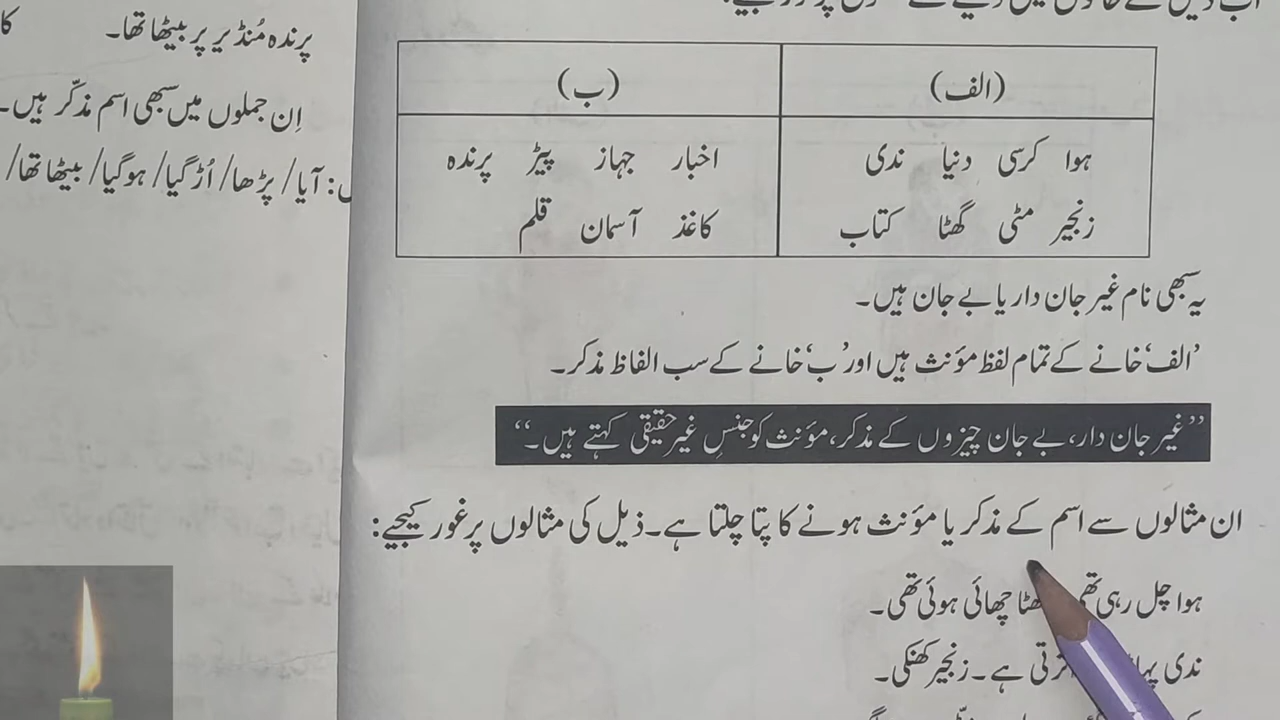 (الف) (ب)
ہوا کرسی دنیا ندی اخبار جہاز پیڑ پرندہ
زنجیر مٹی گھٹا کتاب کاغذ آسمان قلم
یہ سبھی نام غیر جان دار یا بے جان ہیں۔
’الف‘ خانے کے تمام لفظ مؤنث ہیں اور ’ب‘ خانے کے سب الفاظ مذکر۔
’’غیر جان دار، بے جان چیزوں کے مذکر، مؤنث کو جنسِ غیر حقیقی کہتے ہیں۔‘‘
ان مثالوں سے اسم کے مذکر یا مؤنث ہونے کا پتا چلتا ہے۔ ذیل کی مثالوں پر غور کیجیے:
ہوا چل رہی چھائی ہوئی تھی۔
ندی ہے۔ زنجیر کھنکی۔
پرندہ مُنڈیر پر بیٹھا تھا۔
اِن جملوں میں سبھی اسم مذکّر ہیں۔
: آیا/ پڑھا/ اُڑ گیا/ ہوگیا/ بیٹھا تھا/